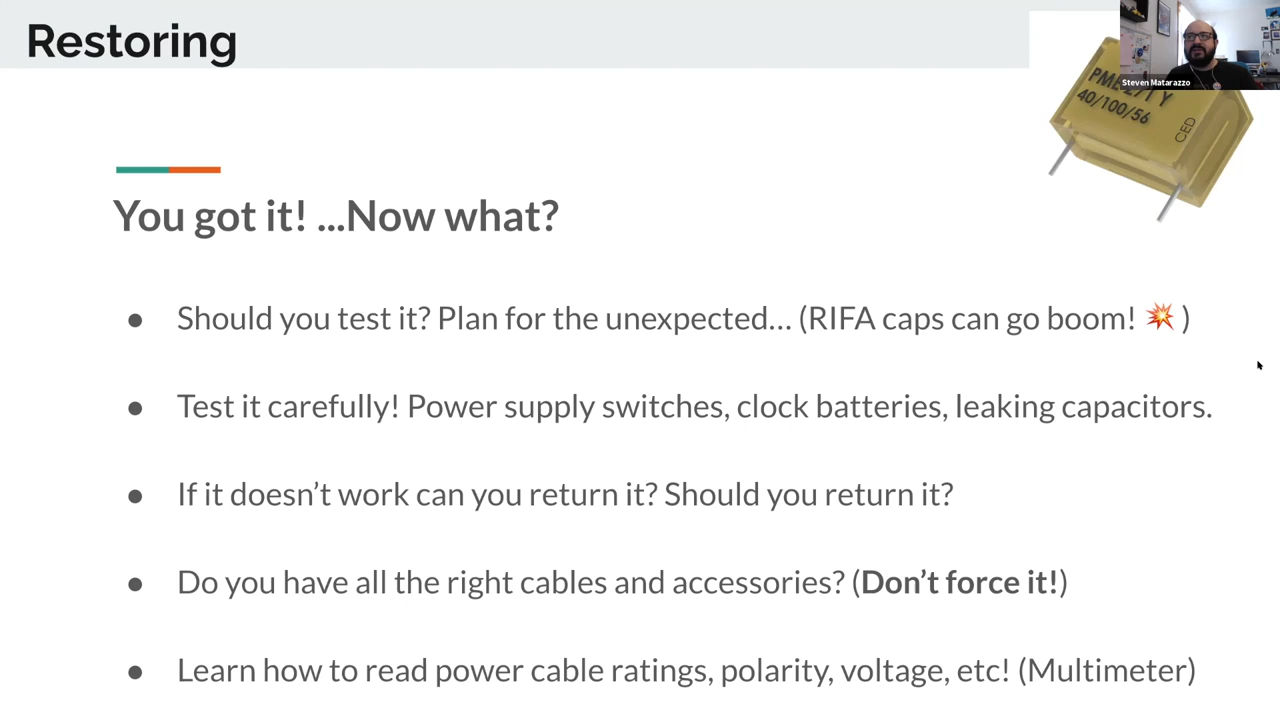 Restoring
Steven Matarazzo
40/100/56
CED
You got it! ...Now what?
● Should you test it? Plan for the unexpected... (RIFA caps can go boom! 💥 )
● Test it carefully! Power supply switches, clock batteries, leaking capacitors.
● If it doesn't work can you return it? Should you return it?
● Do you have all the right cables and accessories? (Don't force it!)
● Learn how to read power cable ratings, polarity, voltage, etc! (Multimeter)